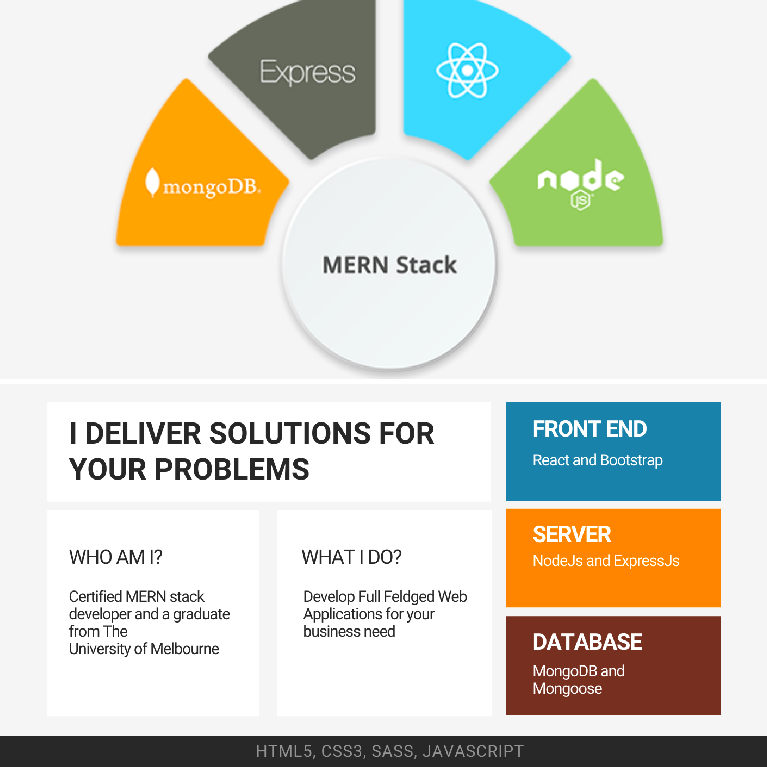 Express
mongoDB.
node
JS
MERN Stack
I DELIVER SOLUTIONS FOR
YOUR PROBLEMS
FRONT END
React and Bootstrap
SERVER
NodeJs and ExpressJs
WHO AM I?
Certified MERN stack
developer and a graduate
from The
University of Melbourne
WHAT I DO?
Develop Full Feldged Web
Applications for your
business need
DATABASE
MongoDB and
Mongoose
HTML5, CSS3, SASS, JAVASCRIPT